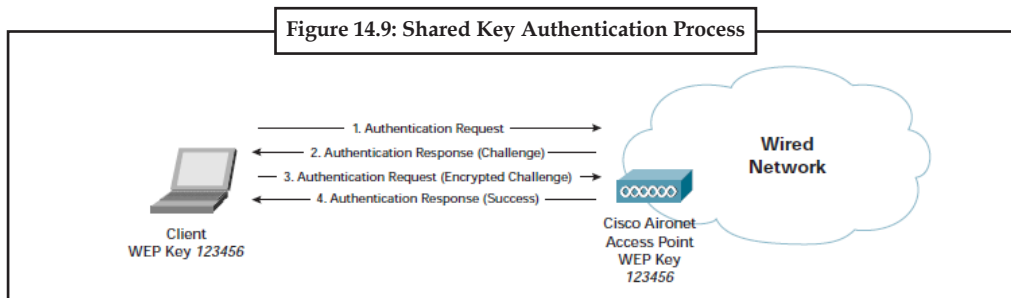 Figure 14.9: Shared Key Authentication Process
1. Authentication Request
2. Authentication Response (Challenge)
3. Authentication Request (Encrypted Challenge)
4. Authentication Response (Success)
Wired
Network
Client
WEP Key 123456
Cisco Aironet
Access Point
WEP Key
123456